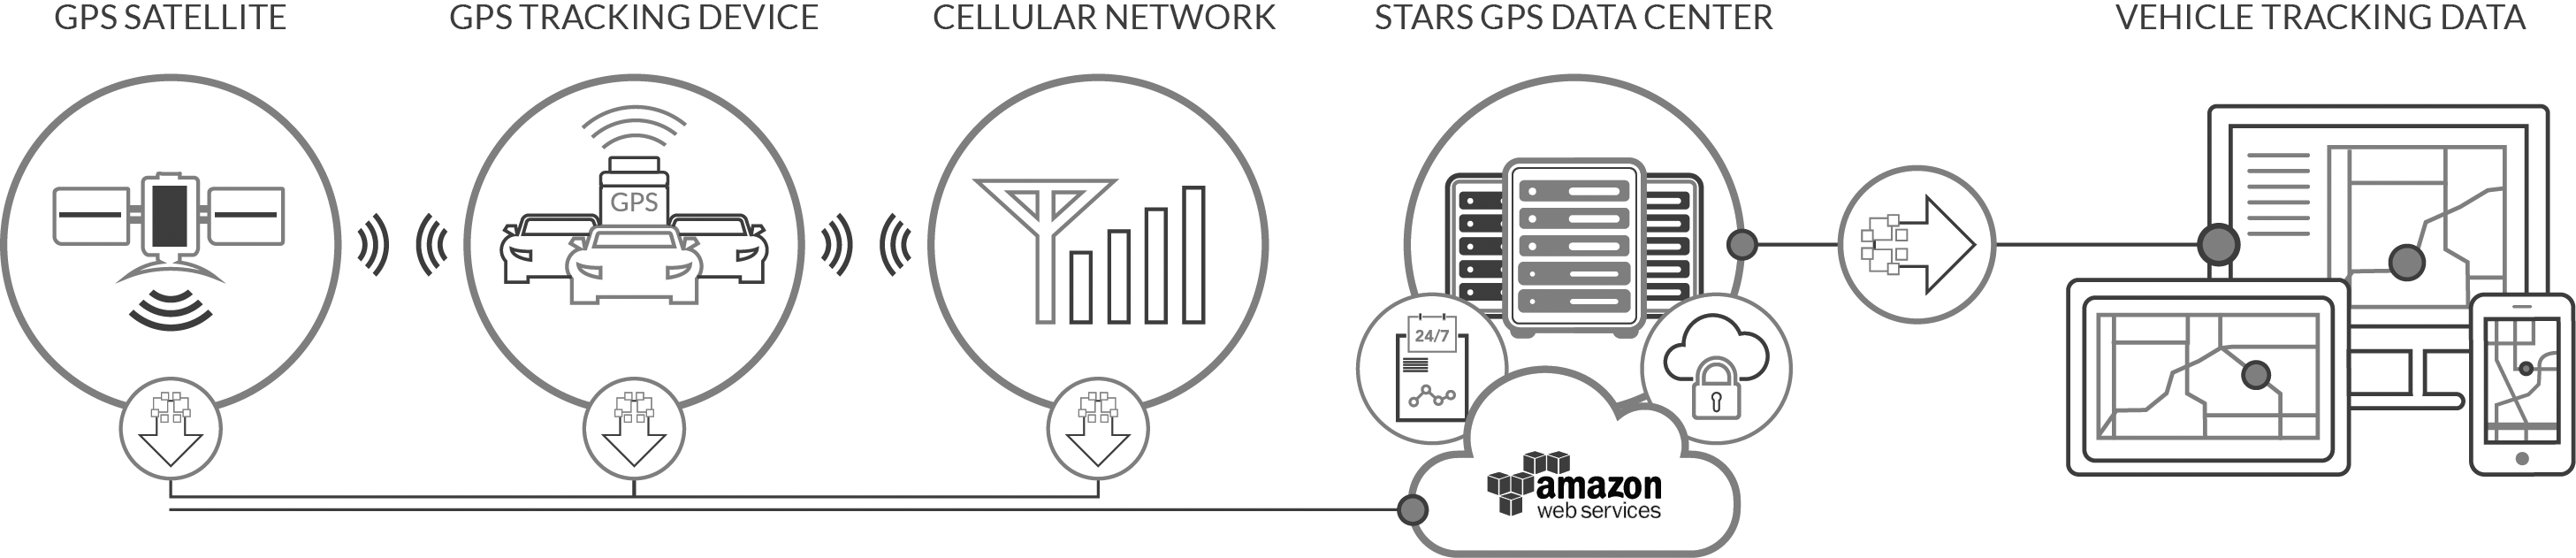 GPS SATELLITE
GPS TRACKING DEVICE
CELLULAR NETWORK
STARS GPS DATA CENTER
VEHICLE TRACKING DATA
GPS
24/7
amazon
web services